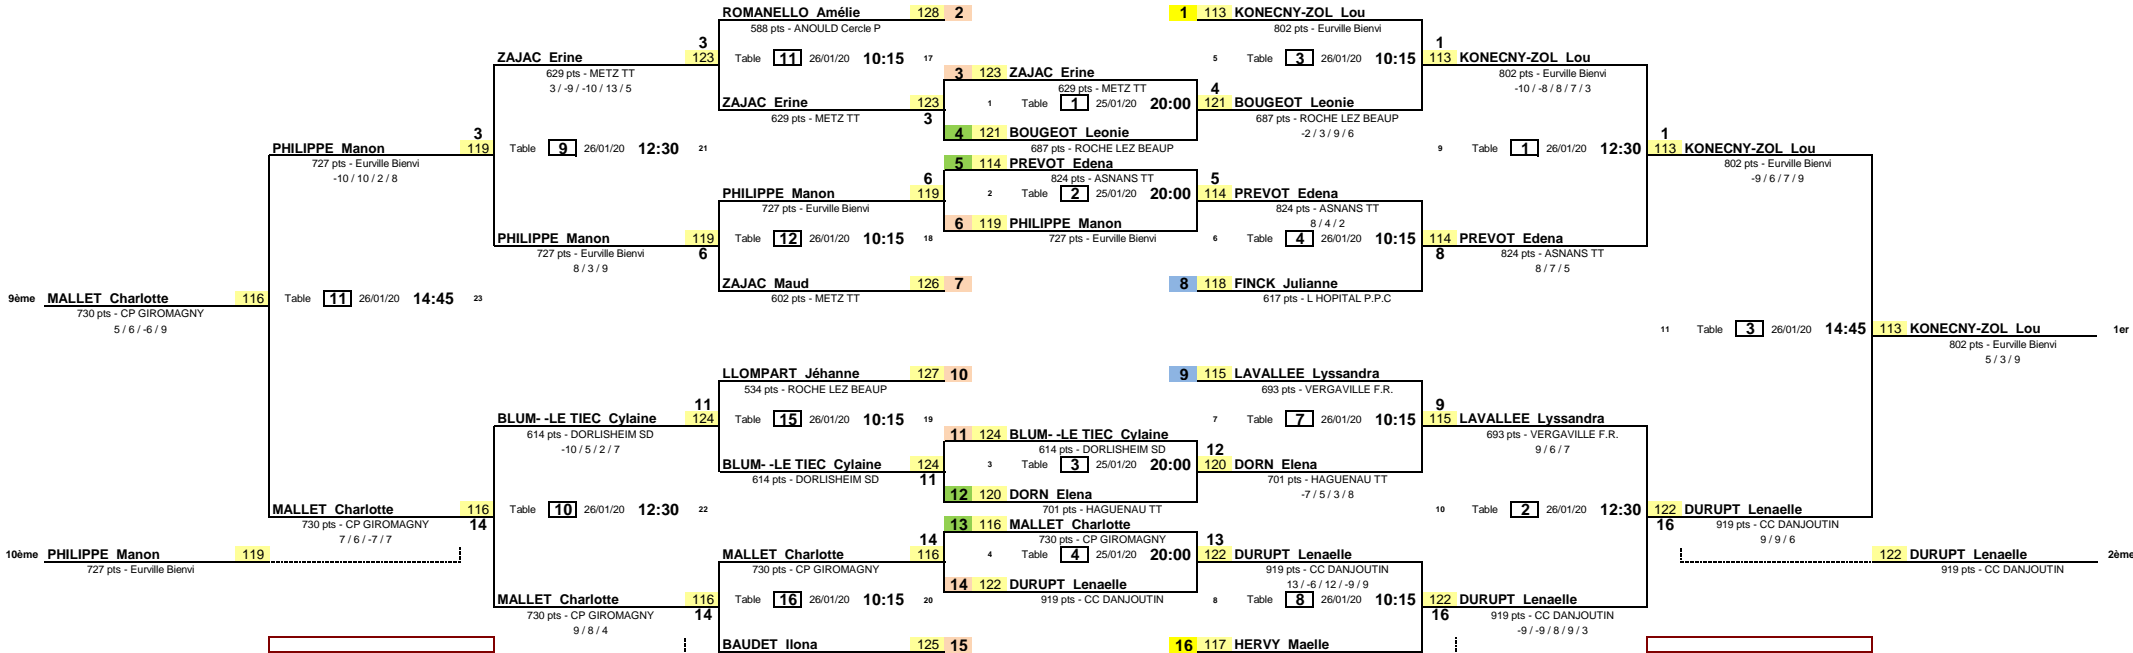 ROMANELLO Amélie 128 2 1 113 KONECNY-ZOL Lou
588 pts - ANOULD Cercle P 802 pts - Eurville Bienvi
3 1
ZAJAC Erine 123 Table 11 26/01/20 10:15 17 5 Table 3 26/01/20 10:15 113 KONECNY-ZOL Lou
629 pts - METZ TT 3 123 ZAJAC Erine 802 pts - Eurville Bienvi
3 / -9 / -10 / 13 / 5 629 pts - METZ TT 4 -10 / -8 / 8 / 7 / 3
ZAJAC Erine 123 1 Table 1 25/01/20 20:00 121 BOUGEOT Leonie
629 pts - METZ TT 3 687 pts - ROCHE LEZ BEAUP
3 4 121 BOUGEOT Leonie -2 / 3 / 9 / 6 1
PHILIPPE Manon 119 Table 9 26/01/20 12:30 21 687 pts - ROCHE LEZ BEAUP 9 Table 1 26/01/20 12:30 113 KONECNY-ZOL Lou
727 pts - Eurville Bienvi 5 114 PREVOT Edena 802 pts - Eurville Bienvi
-10 / 10 / 2 / 8 6 824 pts - ASNANS TT 5 -9 / 6 / 7 / 9
PHILIPPE Manon 119 2 Table 2 25/01/20 20:00 114 PREVOT Edena
727 pts - Eurville Bienvi 824 pts - ASNANS TT
6 119 PHILIPPE Manon 8 / 4 / 2
PHILIPPE Manon 119 Table 12 26/01/20 10:15 18 727 pts - Eurville Bienvi 6 Table 4 26/01/20 10:15 114 PREVOT Edena
727 pts - Eurville Bienvi 6 8 824 pts - ASNANS TT
8 / 3 / 9 8 / 7 / 5
ZAJAC Maud 126 7 8 118 FINCK Julianne
9ème MALLET Charlotte 116 Table 11 26/01/20 14:45 23 602 pts - METZ TT 617 pts - L HOPITAL P.P.C
730 pts - CP GIROMAGNY
5 / 6 / -6 / 9 11 Table 3 26/01/20 14:45 113 KONECNY-ZOL Lou 1er
802 pts - Eurville Bienvi
5 / 3 / 9
LLOMPART Jéhanne 127 10 9 115 LAVALLEE Lyssandra
534 pts - ROCHE LEZ BEAUP 693 pts - VERGAVILLE F.R.
11 9
BLUM- -LE TIEC Cylaine 124 Table 15 26/01/20 10:15 19 7 Table 7 26/01/20 10:15 115 LAVALLEE Lyssandra
614 pts - DORLISHEIM SD 11 124 BLUM- -LE TIEC Cylaine 693 pts - VERGAVILLE F.R.
-10 / 5 / 2 / 7 614 pts - DORLISHEIM SD 12 9 / 6 / 7
BLUM- -LE TIEC Cylaine 124 3 Table 3 25/01/20 20:00 120 DORN Elena
614 pts - DORLISHEIM SD 11 701 pts - HAGUENAU TT
12 120 DORN Elena -7 / 5 / 3 / 8
MALLET Charlotte 116 Table 10 26/01/20 12:30 22 701 pts - HAGUENAU TT 10 Table 2 26/01/20 12:30 122 DURUPT Lenaelle
730 pts - CP GIROMAGNY 14 13 116 MALLET Charlotte 16 919 pts - CC DANJOUTIN
7 / 6 / -7 / 7 14 730 pts - CP GIROMAGNY 13 9 / 9 / 6
10ème PHILIPPE Manon 119 MALLET Charlotte 116 4 Table 4 25/01/20 20:00 122 DURUPT Lenaelle 122 DURUPT Lenaelle 2ème
727 pts - Eurville Bienvi 730 pts - CP GIROMAGNY 919 pts - CC DANJOUTIN 919 pts - CC DANJOUTIN
14 122 DURUPT Lenaelle 13 / -6 / 12 / -9 / 9
MALLET Charlotte 116 Table 16 26/01/20 10:15 20 919 pts - CC DANJOUTIN 8 Table 8 26/01/20 10:15 122 DURUPT Lenaelle
730 pts - CP GIROMAGNY 14 16 919 pts - CC DANJOUTIN
9 / 8 / 4 -9 / -9 / 8 / 9 / 3
BAUDET Ilona 125 15 16 117 HERVY Maelle